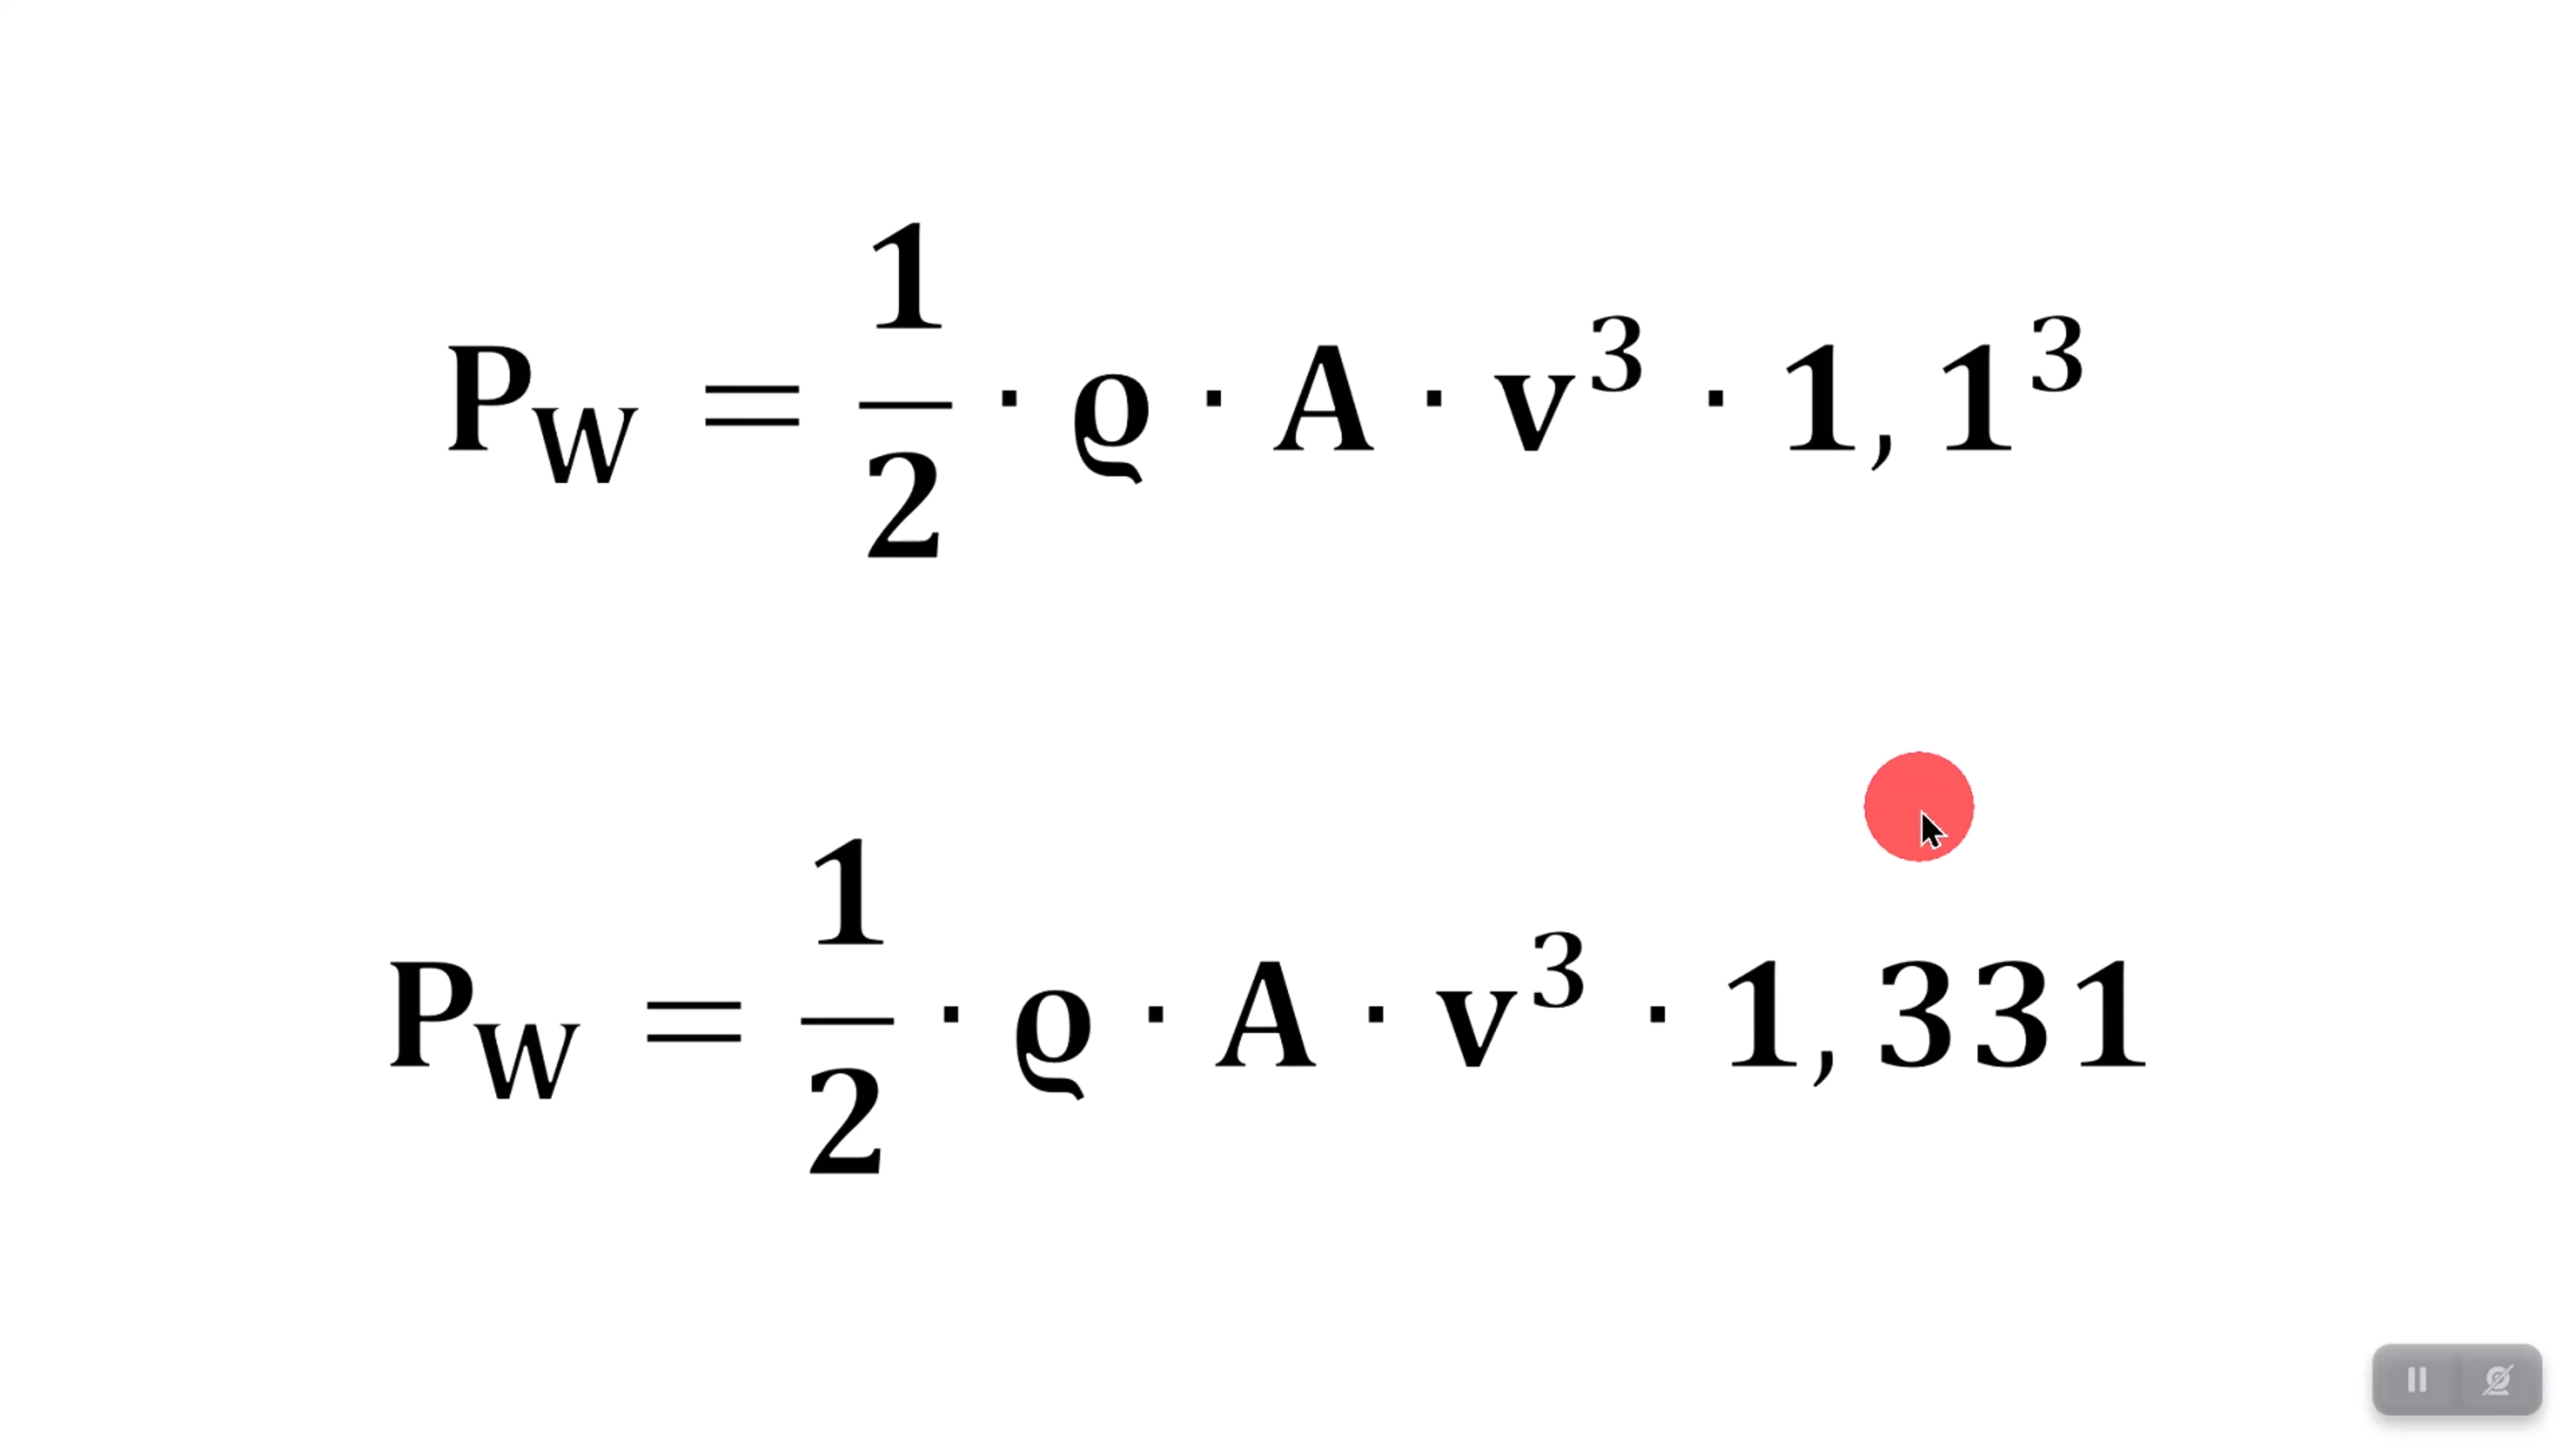 P_W = 1/2 · ϱ · A · v³ · 1,1³
P_W = 1/2 · ϱ · A · v³ · 1,331